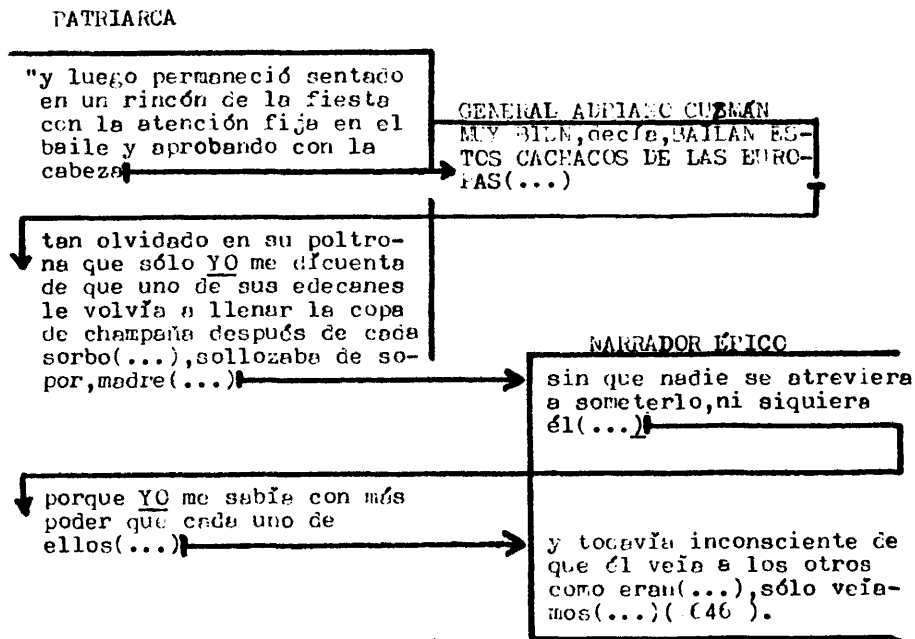 PATRIARCA
"y luego permaneció sentado
en un rincón de la fiesta
con la atención fija en el
baile y aprobando con la
cabeza
GENERAL ADRIANO GUZMÁN
MUY BIEN,decía,BAILAN ES-
TOS CACHACOS DE LAS EURO-
PAS(...)
tan olvidado en su poltro-
na que sólo YO me dícuenta
de que uno de sus edecanes
le volvía a llenar la copa
de champaña después de cada
sorbo(...),sollozaba de so-
por,madre(...)
NARRADOR ÉPICO
sin que nadie se atreviera
a someterlo,ni siquiera
él(...)
porque YO me sabía con más
poder que cada uno de
ellos(...)
y todavía inconsciente de
que él veía a los otros
como eran(...),sólo veía-
mos(...)( 46 ).